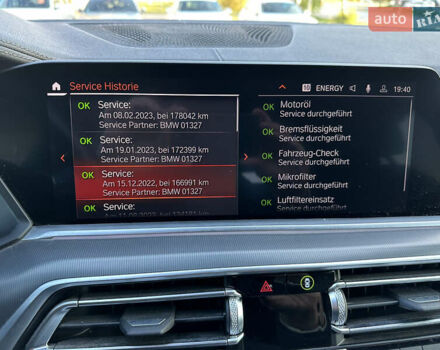 auto RIA
Service Historie
ENERGY
19:40
OK Service:
Am 08.02.2023, bei 178042 km
Service Partner: BMW 01327
OK Service:
Am 19.01.2023, bei 172399 km
Service Partner: BMW 01327
OK Service:
Am 15.12.2022, bei 166991 km
Service Partner: BMW 01327
OK Service:
OK Motoröl
Service durchgeführt
OK Bremsflüssigkeit
Service durchgeführt
OK Fahrzeug-Check
Service durchgeführt
OK Mikrofilter
Service durchgeführt
OK Luftfiltereinsatz
Service durchgeführt